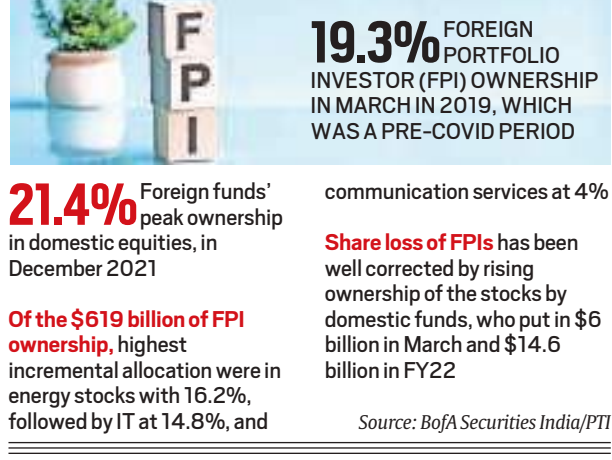 F
P
I
19.3% FOREIGN
PORTFOLIO
INVESTOR (FPI) OWNERSHIP
IN MARCH IN 2019, WHICH
WAS A PRE-COVID PERIOD
21.4% Foreign funds'
peak ownership
in domestic equities, in
December 2021
Of the $619 billion of FPI
ownership, highest
incremental allocation were in
energy stocks with 16.2%,
followed by IT at 14.8%, and
communication services at 4%
Share loss of FPIs has been
well corrected by rising
ownership of the stocks by
domestic funds, who put in $6
billion in March and $14.6
billion in FY22
Source: BofA Securities India/PTI